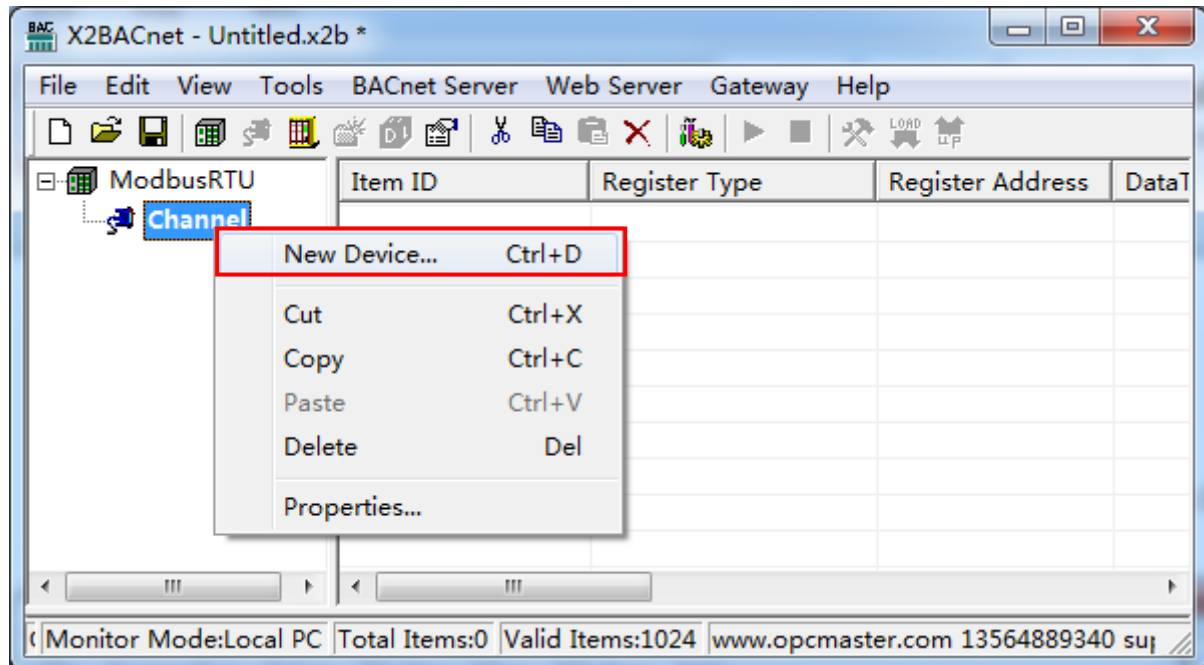 X2BACnet - Untitled.x2b *
File Edit View Tools BACnet Server Web Server Gateway Help
ModbusRTU Item ID Register Type Register Address DataT
Channel
New Device... Ctrl+D
Cut Ctrl+X
Copy Ctrl+C
Paste Ctrl+V
Delete Del
Properties...
Monitor Mode:Local PC Total Items:0 Valid Items:1024 www.opcmaster.com 13564889340